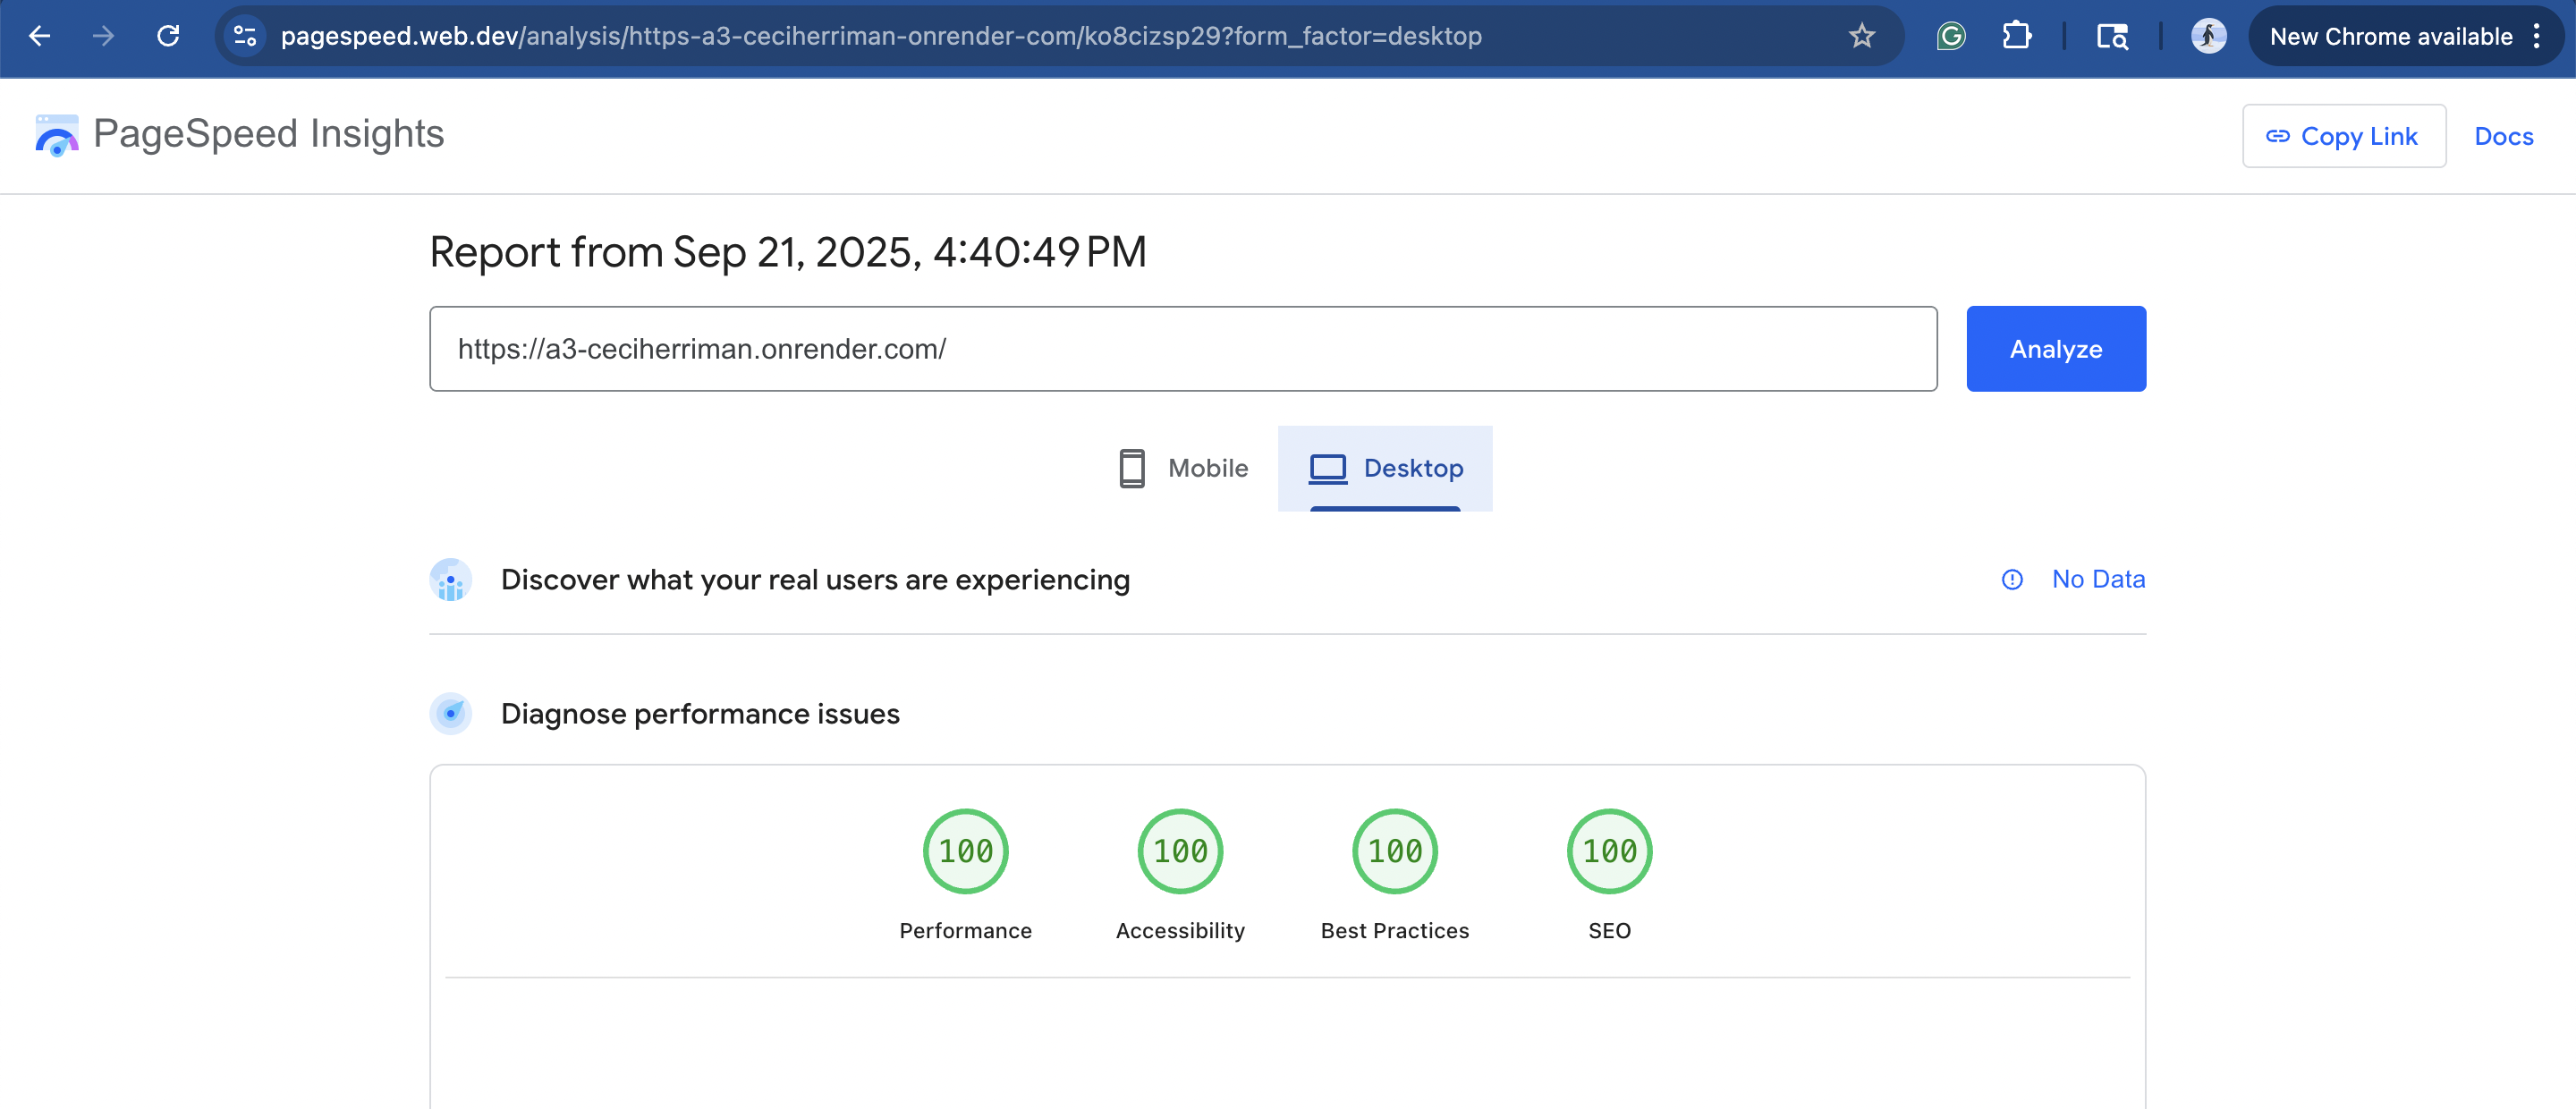 pagespeed.web.dev/analysis/https-a3-ceciherriman-onrender-com/ko8cizsp29?form_factor=desktop
New Chrome available
PageSpeed Insights
Copy Link
Docs
Report from Sep 21, 2025, 4:40:49 PM
https://a3-ceciherriman.onrender.com/
Analyze
Mobile
Desktop
Discover what your real users are experiencing
No Data
Diagnose performance issues
100
100
100
100
Performance
Accessibility
Best Practices
SEO